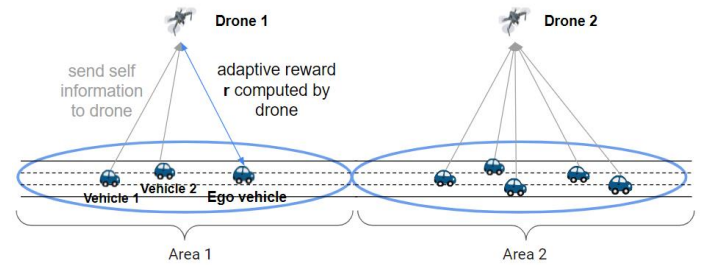 Drone 1
Drone 2
send self
information
to drone
adaptive reward
r computed by
drone
Vehicle 1
Vehicle 2
Ego vehicle
Area 1
Area 2